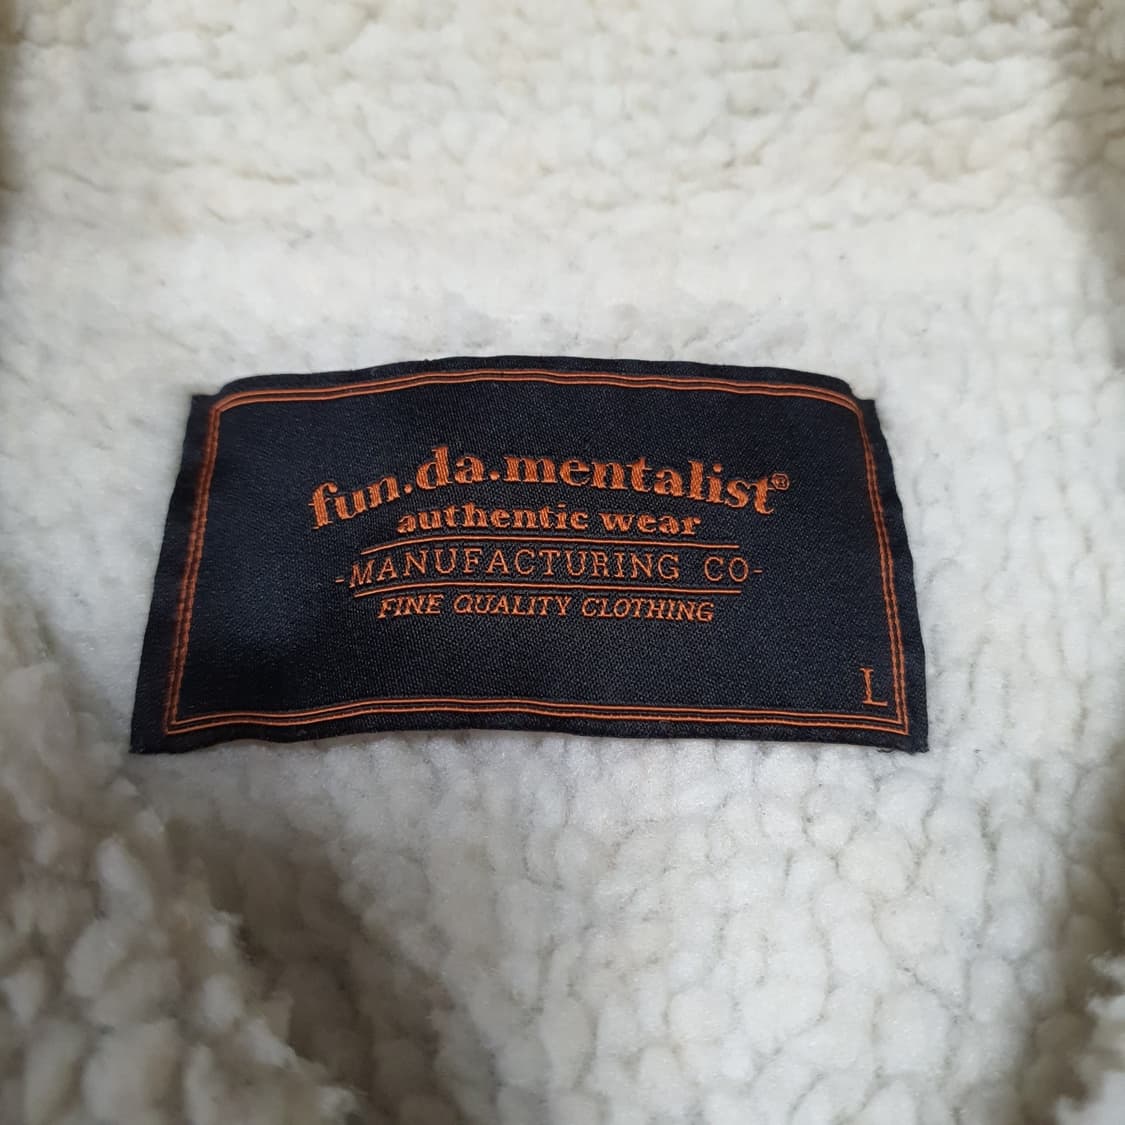 fun.da.mentalist®
authentic wear
-MANUFACTURING CO-
FINE QUALITY CLOTHING
L